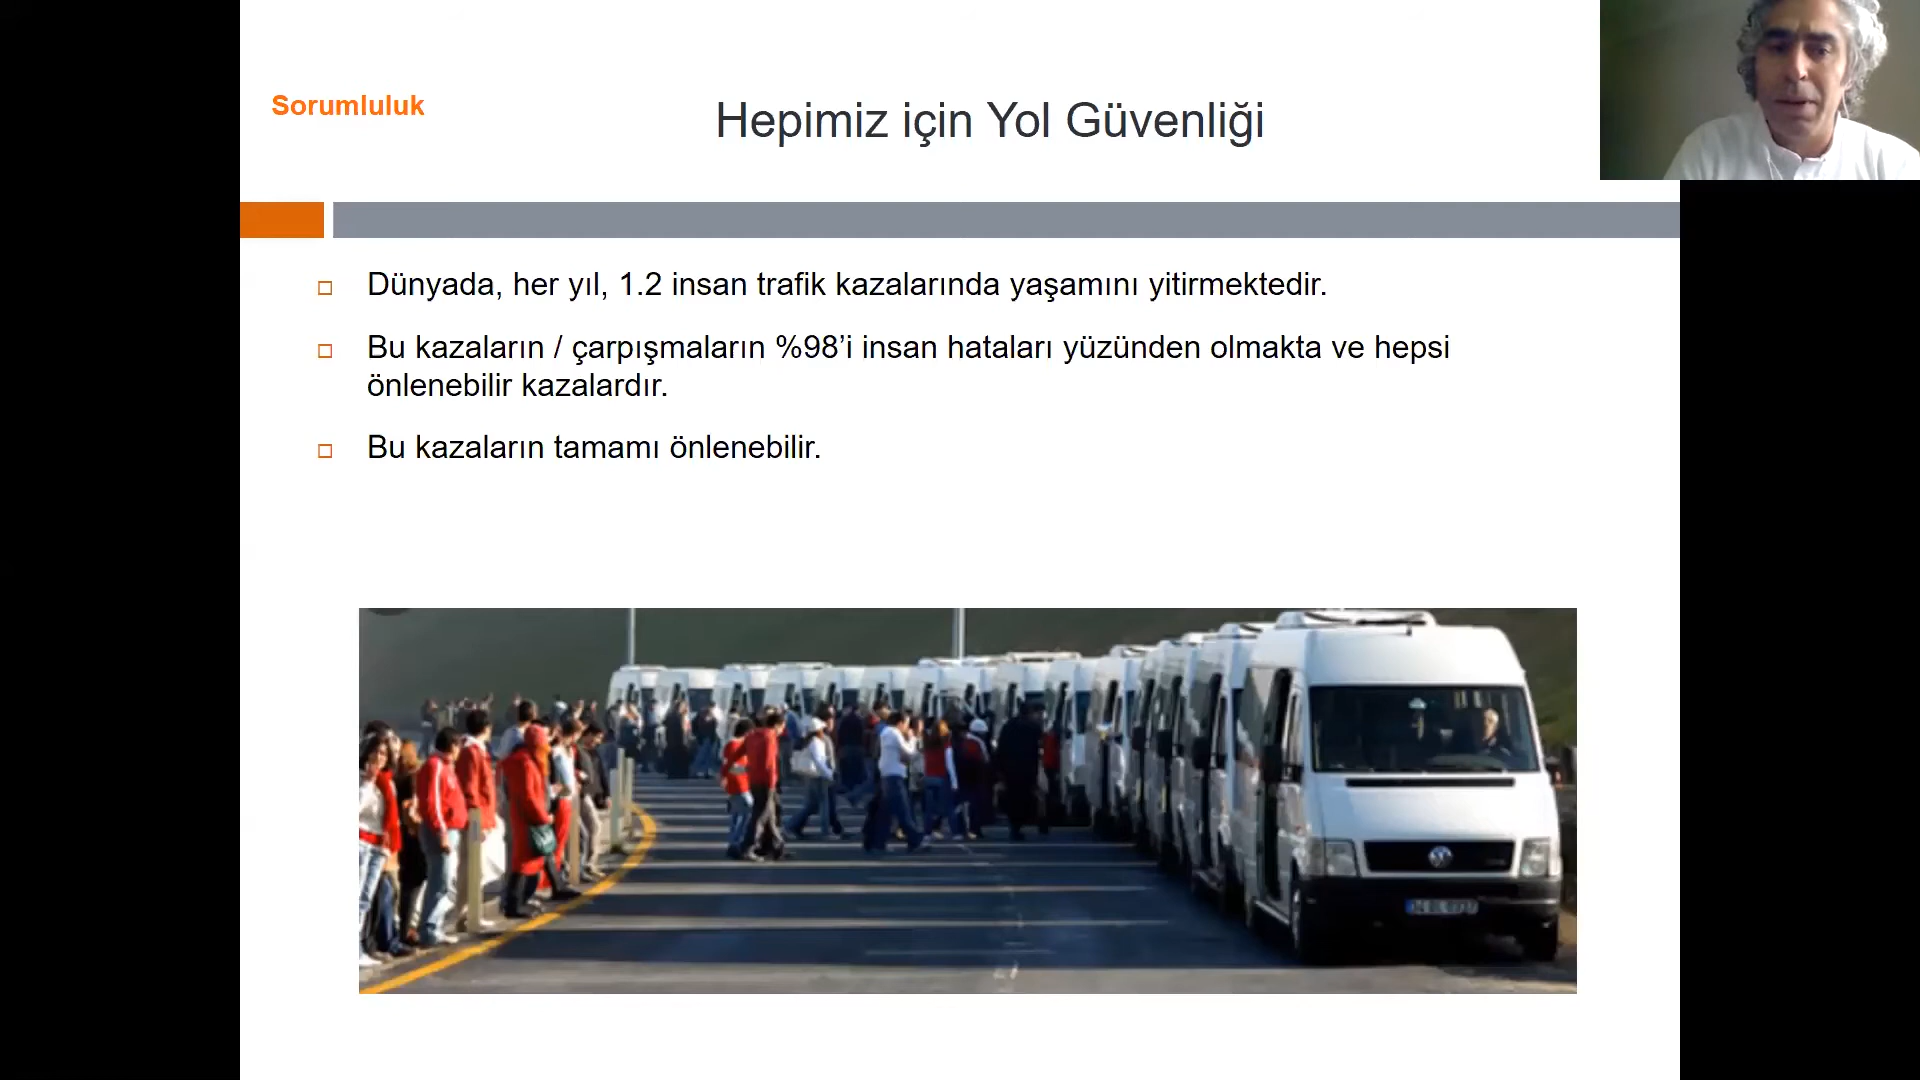 Sorumluluk
Hepimiz için Yol Güvenliği
Dünyada, her yıl, 1.2 insan trafik kazalarında yaşamını yitirmektedir.
Bu kazaların / çarpışmaların %98’i insan hataları yüzünden olmakta ve hepsi
önlenebilir kazalardır.
Bu kazaların tamamı önlenebilir.